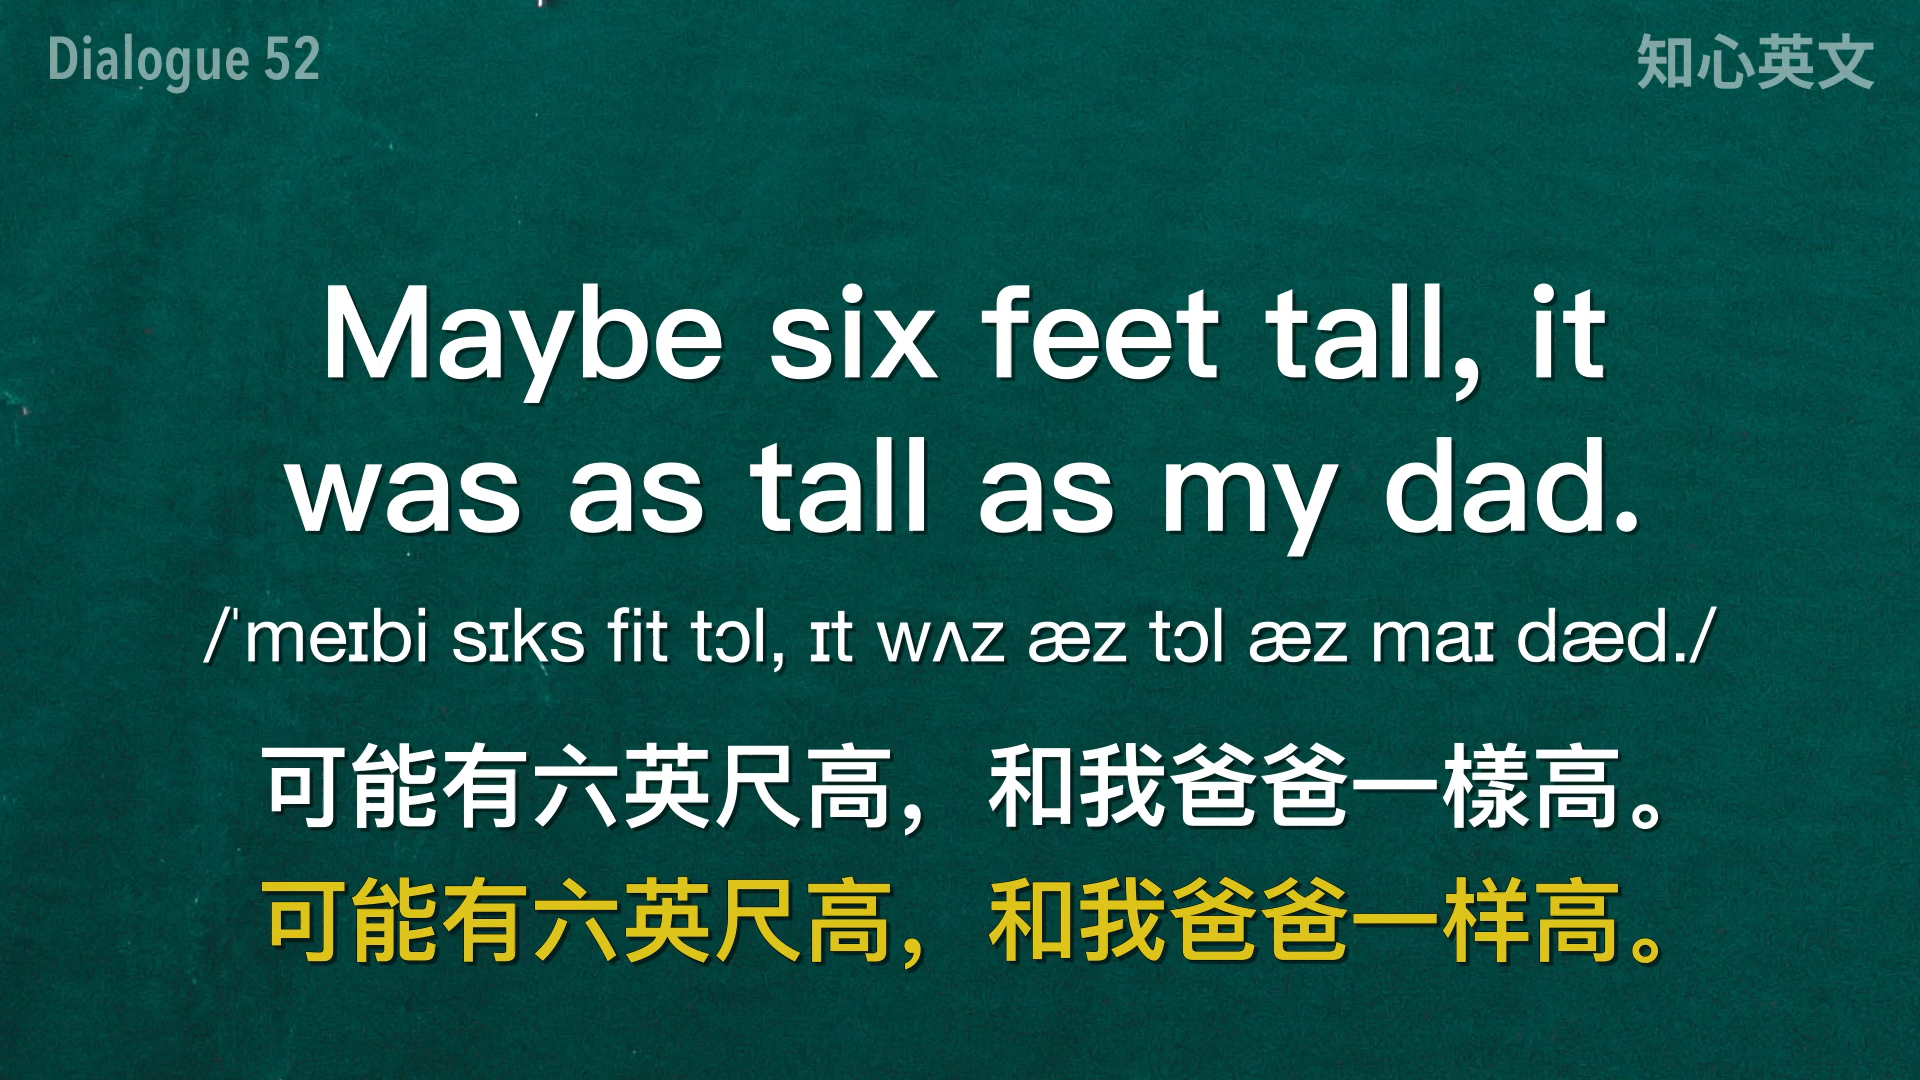 Dialogue 52
知心英文
Maybe six feet tall, it
was as tall as my dad.
/ˈmeɪbi sɪks fit tɔl, ɪt wʌz æz tɔl æz maɪ dæd./
可能有六英尺高，和我爸爸一樣高。
可能有六英尺高，和我爸爸一样高。